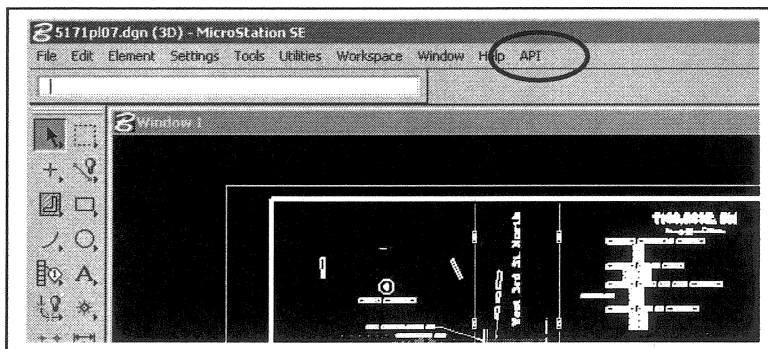 5171pl07.dgn (3D) - MicroStation SE
File Edit Element Settings Tools Utilities Workspace Window Help API
Window 1
West 3rd St. North
A